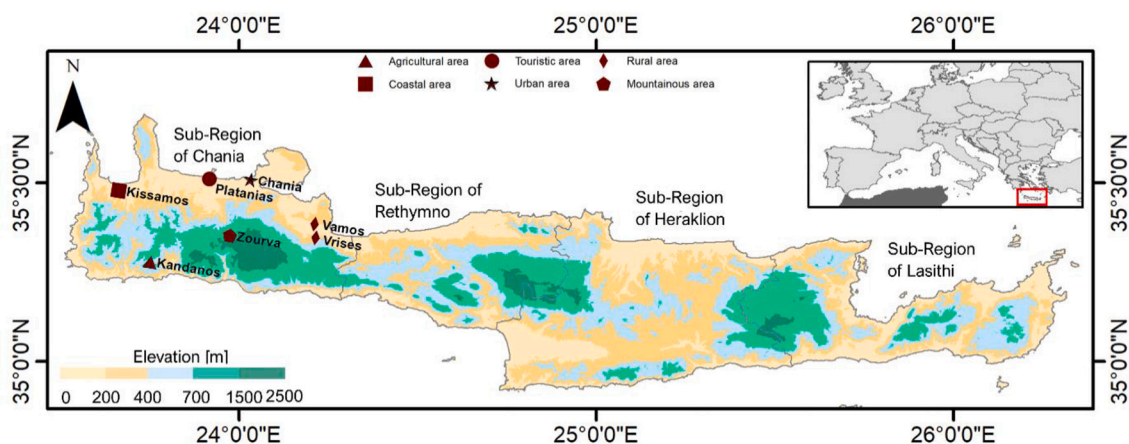 24°0'0"E 25°0'0"E 26°0'0"E
N
Agricultural area Touristic area Rural area
Coastal area Urban area Mountainous area
35°30'0"N
35°30'0"N
Sub-Region
of Chania
Sub-Region of
Rethymno
Sub-Region
of Heraklion
Sub-Region
of Lasithi
Kissamos
Platanias
Chania
Vamos
Vrises
Zourva
Kandanos
Elevation [m]
0 200 400 700 1500 2500
35°0'0"N
35°0'0"N
24°0'0"E 25°0'0"E 26°0'0"E